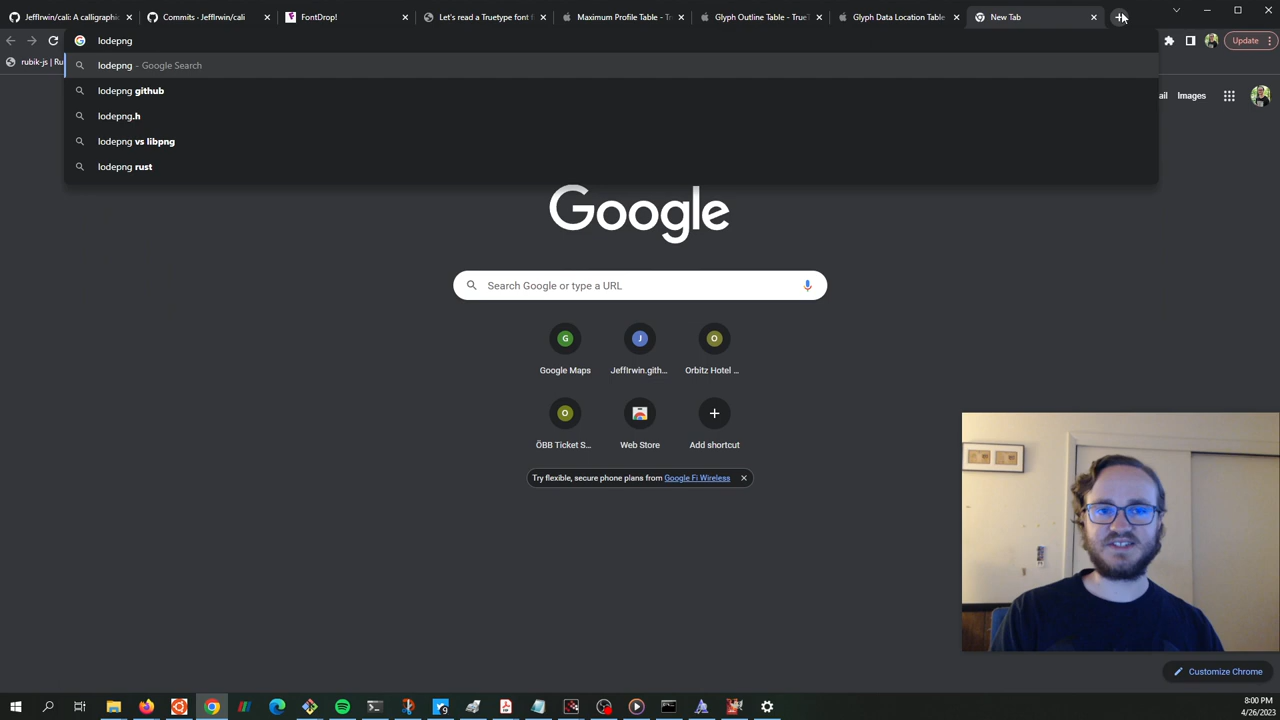 JeffIrwin/cali: A calligraphic
Commits · JeffIrwin/cali
FontDrop!
Let's read a Truetype font f
Maximum Profile Table - Tr
Glyph Outline Table - TrueT
Glyph Data Location Table
New Tab
lodepng
Update
rubik-js | Ru
lodepng - Google Search
lodepng github
lodepng.h
lodepng vs libpng
lodepng rust
ail Images
Google
Search Google or type a URL
G J O
Google Maps Jeffirwin.gith... Orbitz Hotel ...
O
ÖBB Ticket S... Web Store Add shortcut
Try flexible, secure phone plans from Google Fi Wireless
Customize Chrome
8:00 PM
4/26/2023